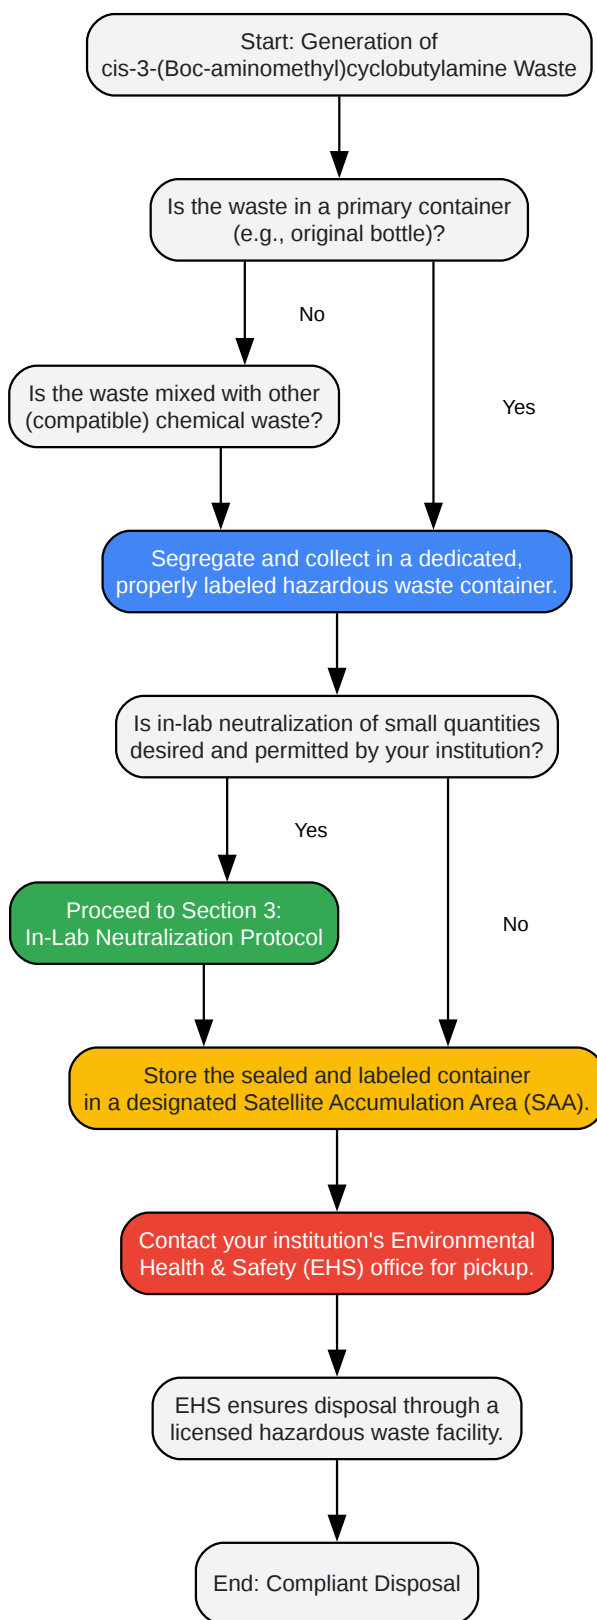 Start: Generation of
cis-3-(Boc-aminomethyl)cyclobutylamine Waste
Is the waste in a primary container
(e.g., original bottle)?
No
Is the waste mixed with other
(compatible) chemical waste?
Yes
Segregate and collect in a dedicated,
properly labeled hazardous waste container.
Is in-lab neutralization of small quantities
desired and permitted by your institution?
Yes
Proceed to Section 3:
In-Lab Neutralization Protocol
No
Store the sealed and labeled container
in a designated Satellite Accumulation Area (SAA).
Contact your institution's Environmental
Health & Safety (EHS) office for pickup.
EHS ensures disposal through a
licensed hazardous waste facility.
End: Compliant Disposal